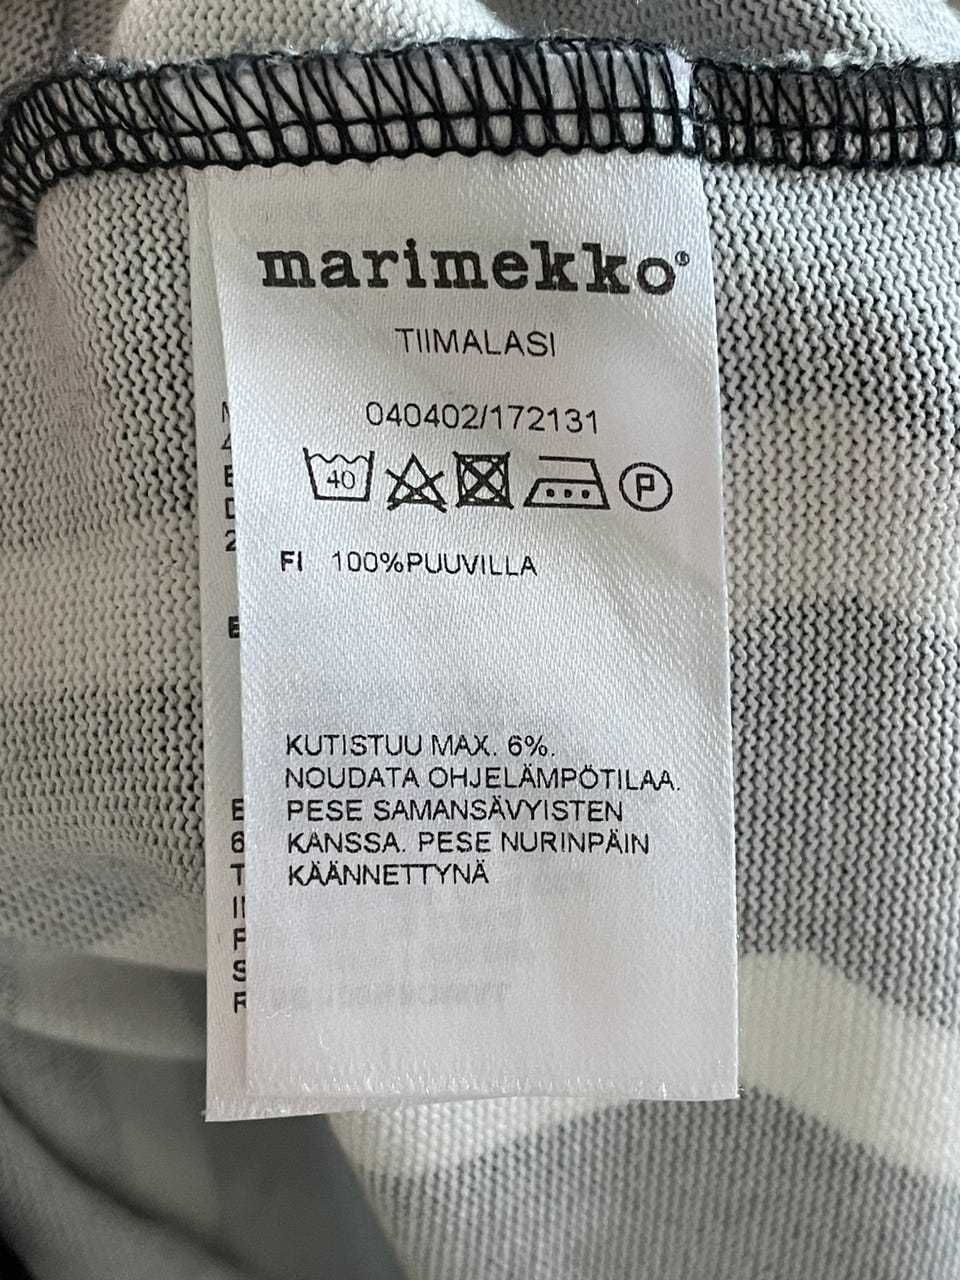 marimekko®
TIIMALASI
040402/172131
40 P
FI 100%PUUVILLA
KUTISTUU MAX. 6%.
NOUDATA OHJELÄMPÖTILAA.
PESE SAMANSÄVYISTEN
KANSSA. PESE NURINPÄIN
KÄÄNNETTYNÄ